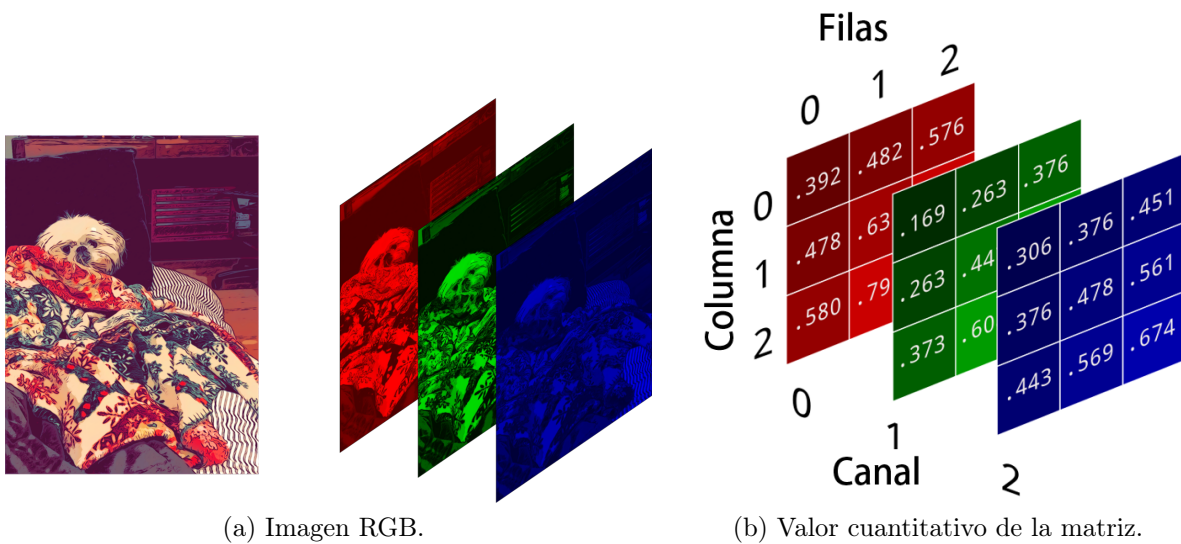 Filas
0 1 2
Columna
0
1
2
.392 .482 .576
.478 .63
.580 .79
.169 .263 .376
.263 .44
.373 .60
.306 .376 .451
.376 .478 .561
.443 .569 .674
0
1
2
Canal
(a) Imagen RGB.
(b) Valor cuantitativo de la matriz.